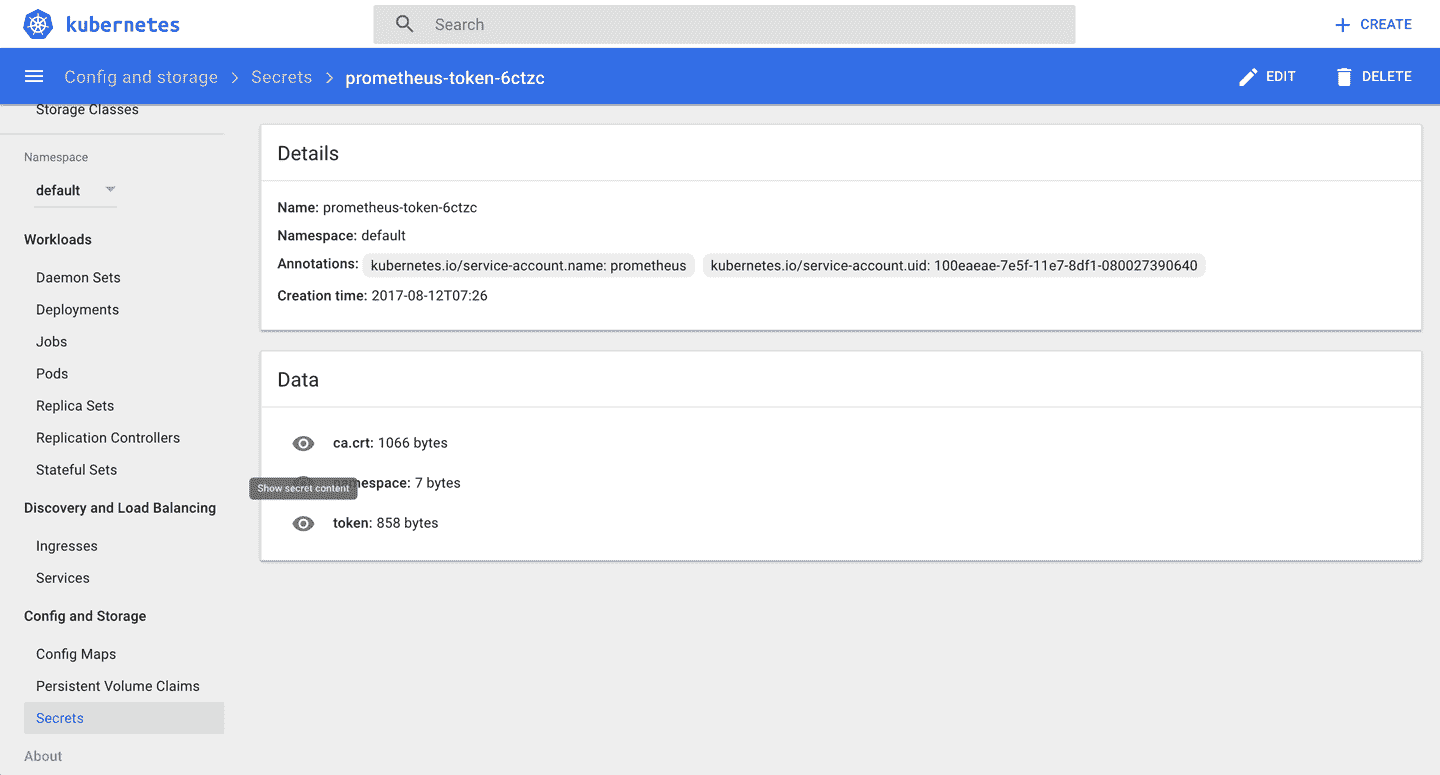 kubernetes
Search
CREATE
Config and storage > Secrets > prometheus-token-6ctzc
EDIT
DELETE
Storage Classes
Namespace
default
Workloads
Daemon Sets
Deployments
Jobs
Pods
Replica Sets
Replication Controllers
Stateful Sets
Discovery and Load Balancing
Ingresses
Services
Config and Storage
Config Maps
Persistent Volume Claims
Secrets
About
Details
Name: prometheus-token-6ctzc
Namespace: default
Annotations: kubernetes.io/service-account.name: prometheus kubernetes.io/service-account.uid: 100eaeae-7e5f-11e7-8df1-080027390640
Creation time: 2017-08-12T07:26
Data
ca.crt: 1066 bytes
namespace: 7 bytes
Show secret content
token: 858 bytes